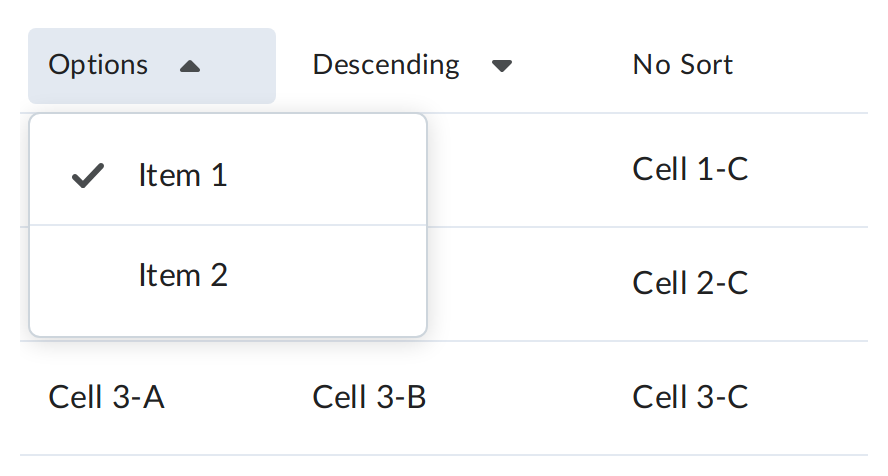 Options Descending No Sort
Item 1 Cell 1-C
Item 2 Cell 2-C
Cell 3-A Cell 3-B Cell 3-C